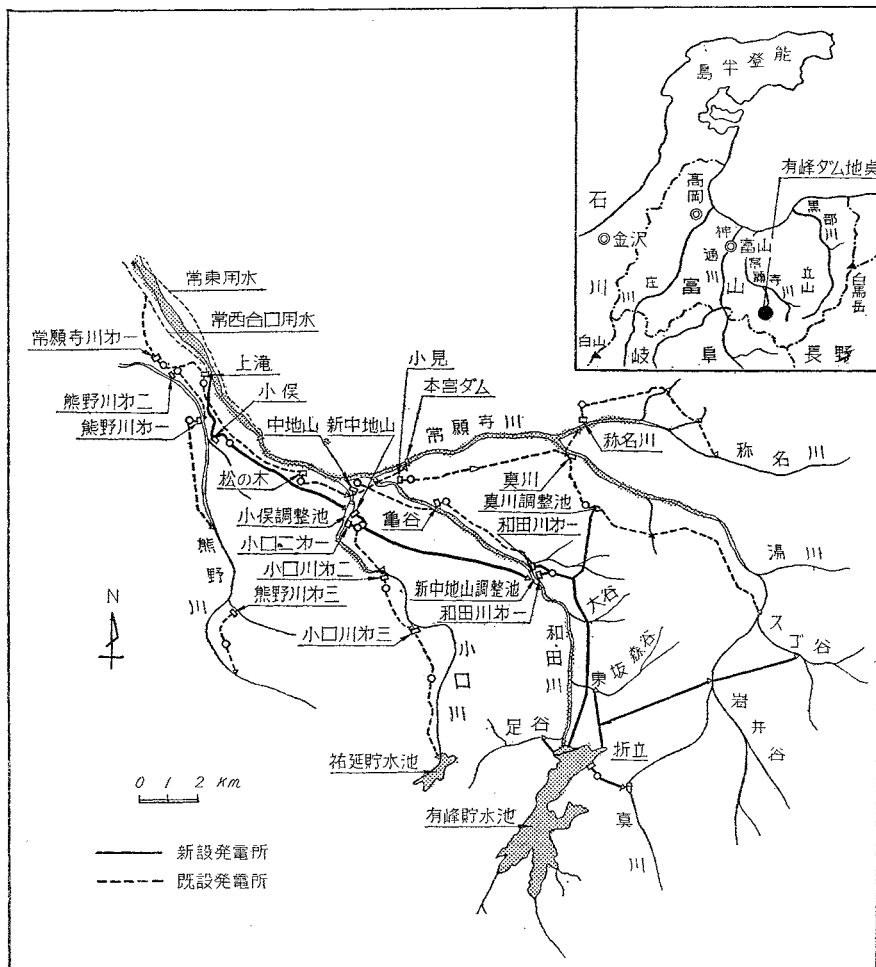 能登半島
有峰ダム地点
石川
高岡
金沢
神通川
富山
常願寺川
黒部川
立山
白馬岳
庄川
富山
白山
岐阜
長野
常東用水
常西合口用水
常願寺川才一
上滝
熊野川才二
小俣
熊野川才一
中地山
新中地山
小見
本宮ダム
常願寺川
称名川
称名川
松の木
真川
真川調整池
小俣調整池
亀谷
和田川才一
小口二才一
小口川才二
新中地山調整池
和田川才一
湯川
熊野川
熊野川才三
小口川才三
小口川
和田川
大谷
東坂森谷
スゴ谷
岩井谷
N
足谷
折立
祐延貯水池
有峰貯水池
真川
0 1 2 Km
新設発電所
既設発電所